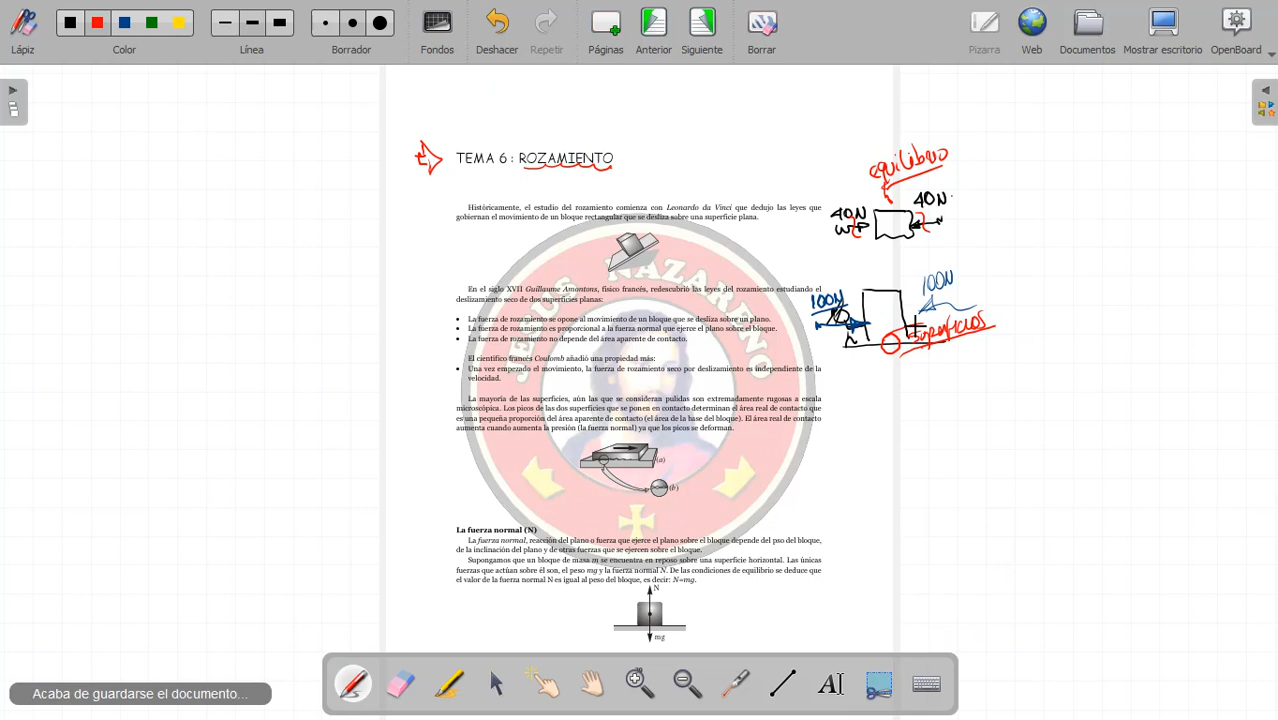 Lápiz
Color
Línea
Borrador
Fondos
Deshacer
Repetir
Páginas
Anterior
Siguiente
Borrar
Pizarra
Web
Documentos
Mostrar escritorio
OpenBoard
TEMA 6 : ROZAMIENTO
Históricamente, el estudio del rozamiento comienza con Leonardo da Vinci que dedujo las leyes que
gobiernan el movimiento de un bloque rectangular que se desliza sobre una superficie plana.
En el siglo XVII Guillaume Amontons, físico francés, redescubrió las leyes del rozamiento estudiando el
deslizamiento seco de dos superficies planas:
• La fuerza de rozamiento se opone al movimiento de un bloque que se desliza sobre un plano.
• La fuerza de rozamiento es proporcional a la fuerza normal que ejerce el plano sobre el bloque.
• La fuerza de rozamiento no depende del área aparente de contacto.
El científico francés Coulomb añadió una propiedad más:
• Una vez empezado el movimiento, la fuerza de rozamiento seco por deslizamiento es independiente de la
velocidad.
La mayoría de las superficies, aún las que se consideran pulidas son extremadamente rugosas a escala
microscópica. Los picos de las dos superficies que se ponen en contacto determinan el área real de contacto que
es una pequeña proporción del área aparente de contacto (el área de la base del bloque). El área real de contacto
aumenta cuando aumenta la presión (la fuerza normal) ya que los picos se deforman.
(a)
(b)
La fuerza normal (N)
La fuerza normal, reacción del plano o fuerza que ejerce el plano sobre el bloque depende del pso del bloque,
de la inclinación del plano y de otras fuerzas que se ejercen sobre el bloque.
Supongamos que un bloque de masa m se encuentra en reposo sobre una superficie horizontal. Las únicas
fuerzas que actúan sobre él son, el peso mg y la fuerza normal N. De las condiciones de equilibrio se deduce que
el valor de la fuerza normal N es igual al peso del bloque, es decir: N=mg.
N
mg
equilibrio
40N
40N
100N
100N
superficies
NAZARENO
Acaba de guardarse el documento...